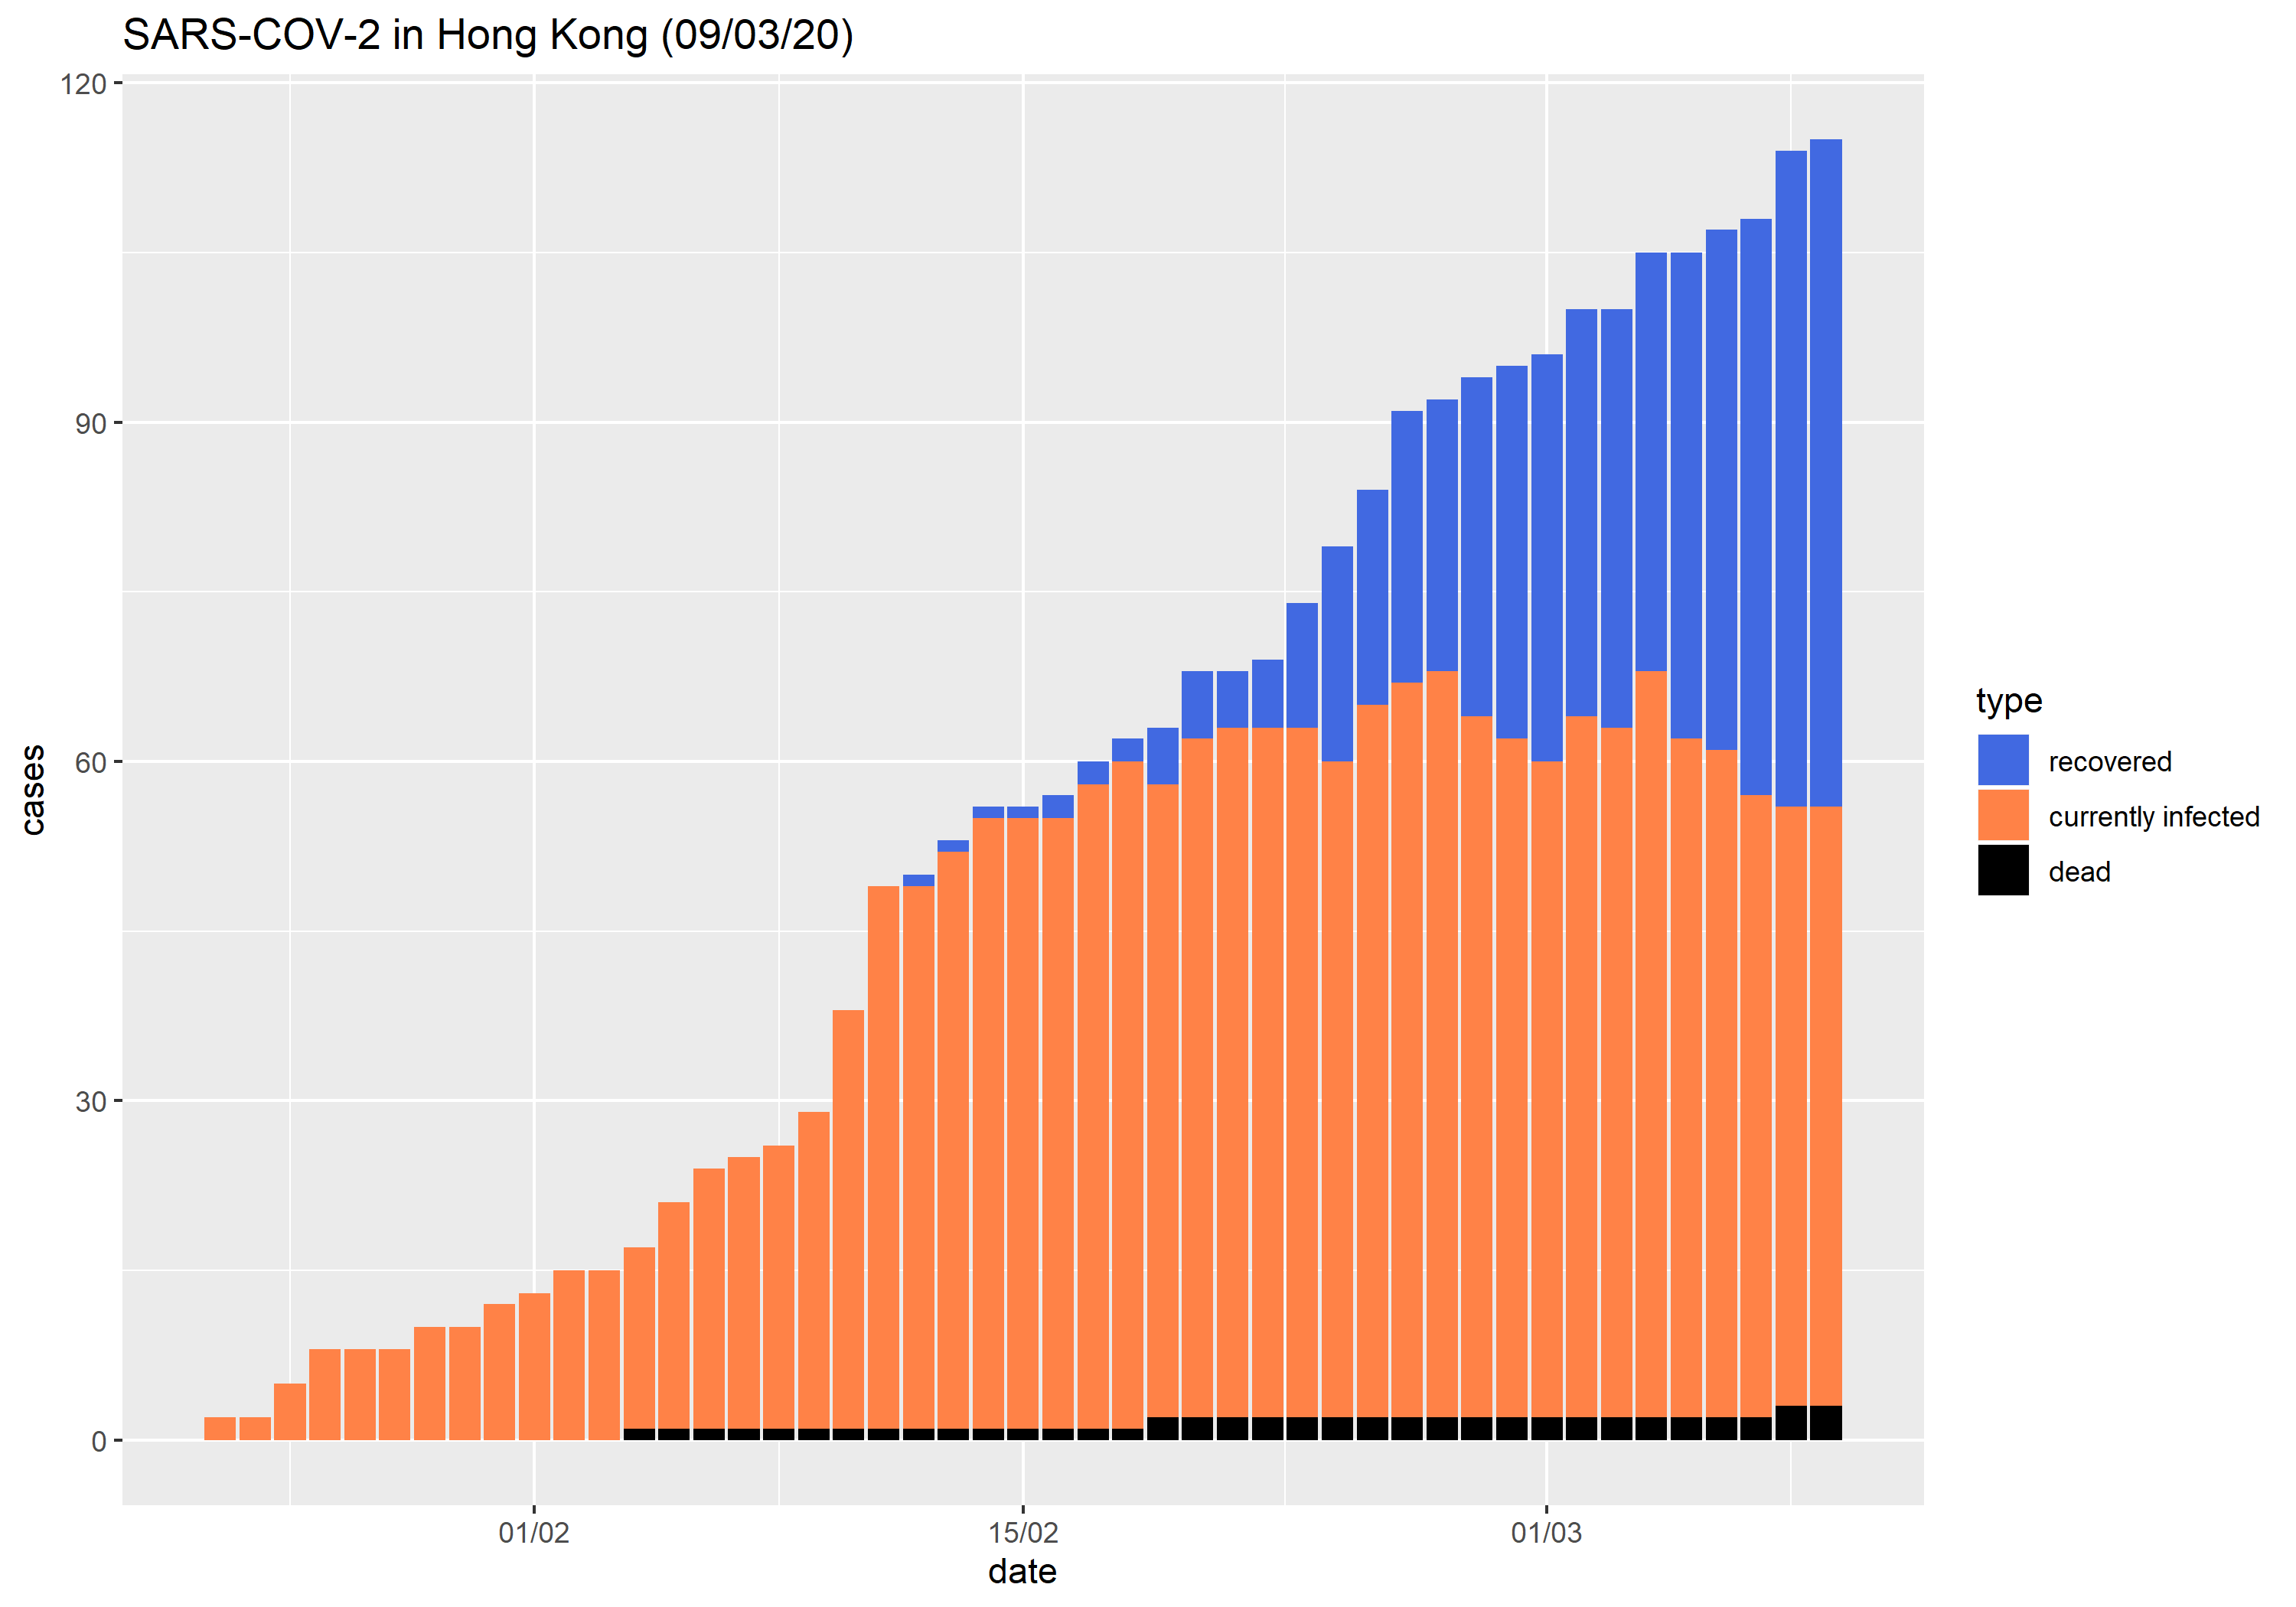 SARS-COV-2 in Hong Kong (09/03/20)
120
90
60
30
0
cases
01/02
15/02
01/03
date
type
recovered
currently infected
dead